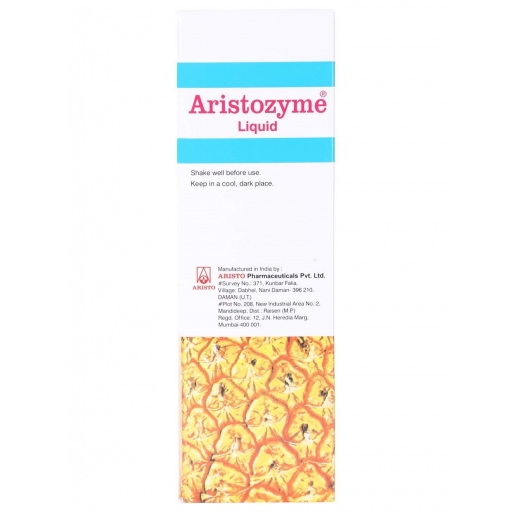 Aristozyme®
Liquid
Shake well before use.
Keep in a cool, dark place.
Manufactured in India by:
ARISTO Pharmaceuticals Pvt. Ltd.
#Survey No.: 371, Kunbar Falia,
Village: Dabhel, Nani Daman- 396 210,
DAMAN (U.T.)
#Plot No. 208, New Industrial Area No. 2,
Mandideep, Dist.: Raisen (M.P.)
Regd. Office: 12, J.N. Heredia Marg,
Mumbai-400 001.
ARISTO